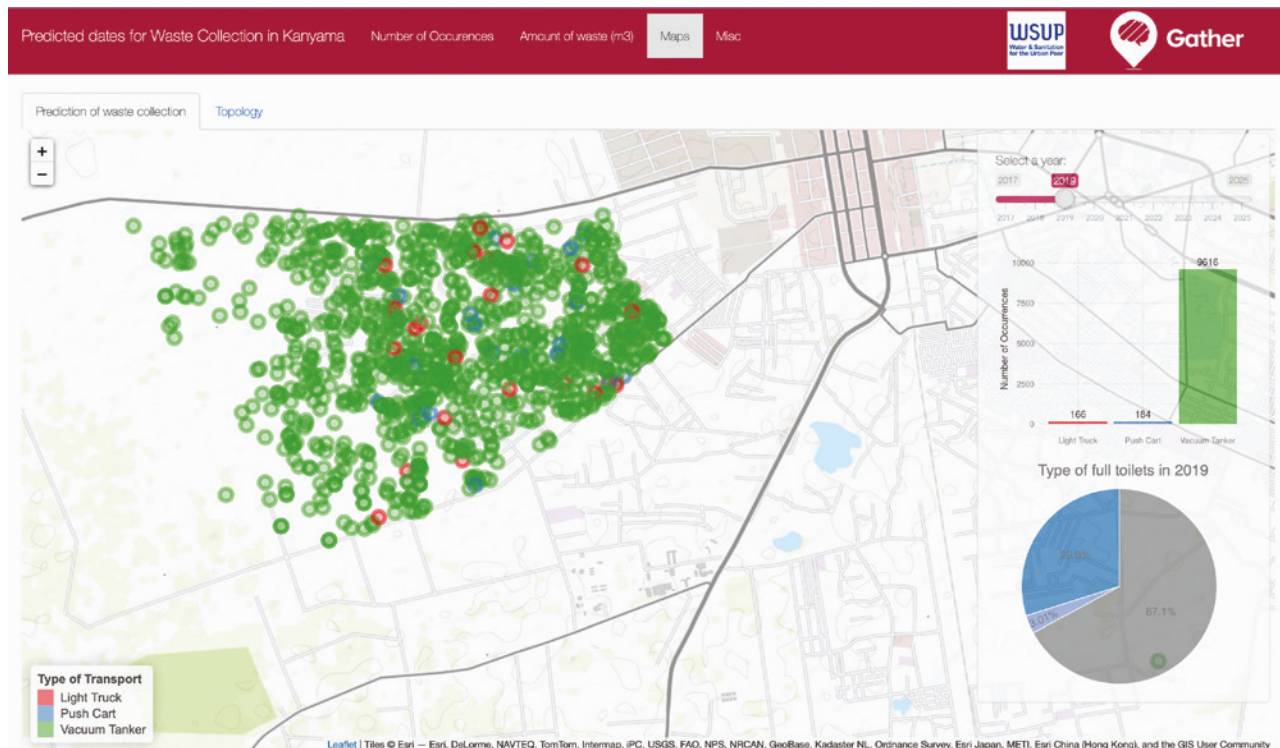 Predicted dates for Waste Collection in Kanyama
Number of Occurences
Amount of waste (m3)
Maps
Misc
WSUP
Water & Sanitation
for the Urban Poor
Gather
Prediction of waste collection
Topology
+
−
Select a year:
2017
2019
2025
2017 2018 2019 2020 2021 2022 2023 2024 2025
Number of Occurrences
10000
7500
5000
2500
0
166
184
9616
Light Truck
Push Cart
Vacuum Tanker
Type of full toilets in 2019
67.1%
3.01%
Type of Transport
Light Truck
Push Cart
Vacuum Tanker
Leaflet | Tiles © Esri — Esri, DeLorme, NAVTEQ, TomTom, Intermap, iPC, USGS, FAO, NPS, NRCAN, GeoBase, Kadaster NL, Ordnance Survey, Esri Japan, METI, Esri China (Hong Kong), and the GIS User Community